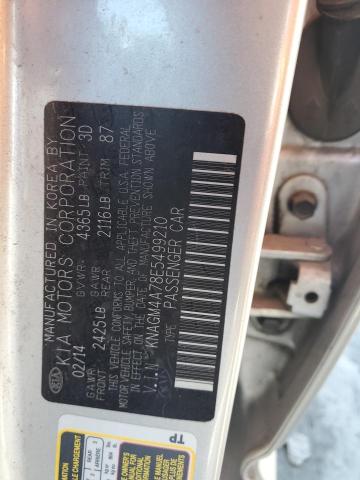 MANUFACTURED IN KOREA BY
KIA MOTORS CORPORATION
02/14 GVWR: 4365LB PAINT 3D
GAWR FRONT 2425LB GAWR REAR 2116LB TRIM 87
THIS VEHICLE CONFORMS TO ALL APPLICABLE U.S.A. FEDERAL
MOTOR VEHICLE SAFETY, BUMPER, AND THEFT PREVENTION STANDARDS
IN EFFECT ON THE DATE OF MANUFACTURE SHOWN ABOVE.
V.I.N: KNAGM4A78E5499210
TYPE: PASSENGER CAR
KIA